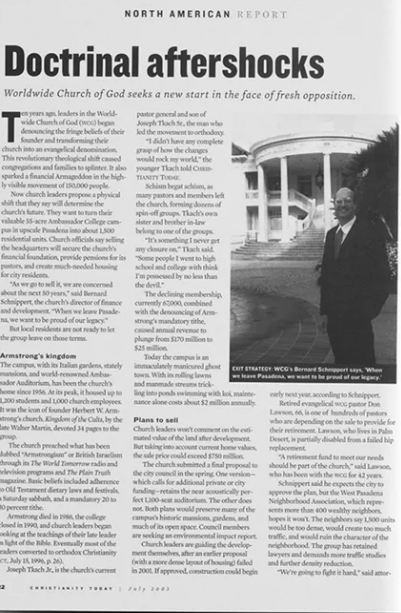 NORTH AMERICAN REPORT
Doctrinal aftershocks
Worldwide Church of God seeks a new start in the face of fresh opposition.
Ten years ago, leaders in the World-
wide Church of God (WCG) began
denouncing the fringe beliefs of their
founder and transforming their
church into an evangelical denomination.
This revolutionary theological shift caused
congregations and families to splinter. It also
sparked a financial Armageddon in the high-
ly visible movement of 150,000 people.
Now church leaders propose a physical
shift that they say will determine the
church's future. They want to turn their
valuable 55-acre Ambassador College cam-
pus in upscale Pasadena into about 1,500
residential units. Church officials say selling
the headquarters will secure the church's
financial foundation, provide pensions for its
pastors, and create much-needed housing
for city residents.
"As we go to sell it, we are concerned
about the next 50 years," said Bernard
Schnippert, the church's director of finance
and development. "When we leave Pasade-
na, we want to be proud of our legacy."
But local residents are not ready to let
the group leave on those terms.
Armstrong's kingdom
The campus, with its Italian gardens, stately
mansions, and world-renowned Ambas-
sador Auditorium, has been the church's
home since 1956. At its peak, it housed up to
1,200 students and 1,000 church employees.
It was the icon of founder Herbert W. Arm-
strong's church. Kingdom of the Cults, by the
late Walter Martin, devoted 34 pages to the
group.
The church preached what has been
dubbed "Armstrongism" or British Israelism
through its The World Tomorrow radio and
television programs and The Plain Truth
magazine. Basic beliefs included adherence
to Old Testament dietary laws and festivals,
a Saturday sabbath, and a mandatory 20 to
30 percent tithe.
Armstrong died in 1986, the college
closed in 1990, and church leaders began
looking at the teachings of their late leader
in light of the Bible. Eventually most of the
leaders converted to orthodox Christianity
(CT, July 15, 1996, p. 26).
Joseph Tkach Jr., is the church's current
pastor general and son of
Joseph Tkach Sr., the man who
led the movement to orthodoxy.
"I didn't have any complete
grasp of how the changes
would rock my world," the
younger Tkach told CHRIS-
TIANITY TODAY.
Schism begat schism, as
many pastors and members left
the church, forming dozens of
spin-off groups. Tkach's own
sister and brother in-law
belong to one of the groups.
"It's something I never get
any closure on," Tkach said.
"Some people I went to high
school and college with think
I'm possessed by no less than
the devil."
The declining membership,
currently 67,000, combined
with the denouncing of Arm-
strong's mandatory tithe,
caused annual revenue to
plunge from $170 million to
$25 million.
Today the campus is an
immaculately manicured ghost
town. With its rolling lawns
and manmade streams trick-
ling into ponds swimming with koi, mainte-
nance alone costs about $2 million annually.
Plans to sell
Church leaders won't comment on the esti-
mated value of the land after development.
But taking into account current home values,
the sale price could exceed $750 million.
The church submitted a final proposal to
the city council in the spring. One version—
which calls for additional private or city
funding—retains the near acoustically per-
fect 1,100-seat auditorium. The other does
not. Both plans would preserve many of the
campus's historic mansions, gardens, and
much of its open space. Council members
are seeking an environmental impact report.
Church leaders are guiding the develop-
ment themselves, after an earlier proposal
(with a more dense layout of housing) failed
in 2001. If approved, construction could begin
EXIT STRATEGY: WCG's Bernard Schnippert says, 'When
we leave Pasadena, we want to be proud of our legacy.'
early next year, according to Schnippert.
Retired evangelical WCG pastor Don
Lawson, 66, is one of hundreds of pastors
who are depending on the sale to provide for
their retirement. Lawson, who lives in Palm
Desert, is partially disabled from a failed hip
replacement.
"A retirement fund to meet our needs
should be part of the church," said Lawson,
who has been with the WCG for 42 years.
Schnippert said he expects the city to
approve the plan, but the West Pasadena
Neighborhood Association, which repre-
sents more than 400 wealthy neighbors,
hopes it won't. The neighbors say 1,500 units
would be too dense, would create too much
traffic, and would ruin the character of the
neighborhood. The group has retained
lawyers and demands more traffic studies
and further density reduction.
"We're going to fight it hard," said attor-
22 CHRISTIANITY TODAY | July 2003